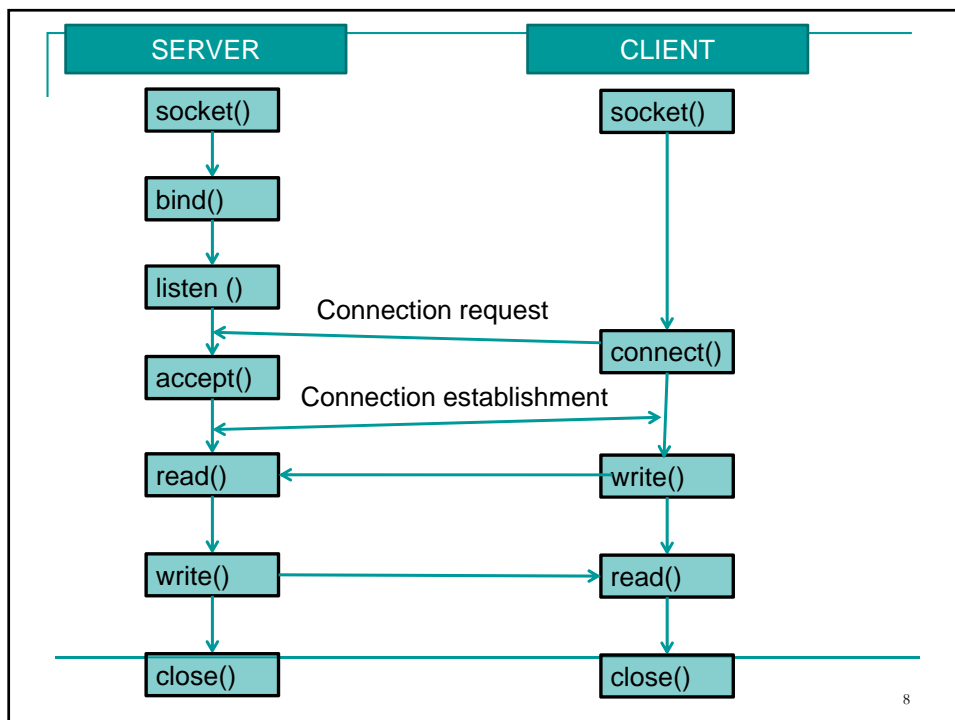 SERVER
CLIENT
socket()
socket()
bind()
listen ()
Connection request
connect()
accept()
Connection establishment
read()
write()
write()
read()
close()
close()
8